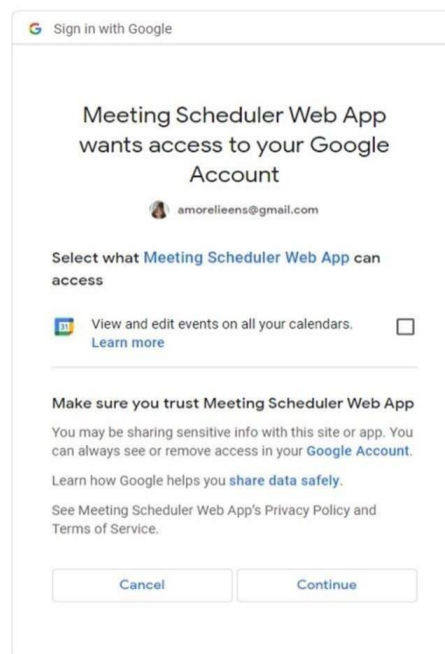 Sign in with Google
Meeting Scheduler Web App
wants access to your Google
Account
amorelieens@gmail.com
Select what Meeting Scheduler Web App can
access
31
View and edit events on all your calendars.
Learn more
Make sure you trust Meeting Scheduler Web App
You may be sharing sensitive info with this site or app. You
can always see or remove access in your Google Account.
Learn how Google helps you share data safely.
See Meeting Scheduler Web App's Privacy Policy and
Terms of Service.
Cancel
Continue